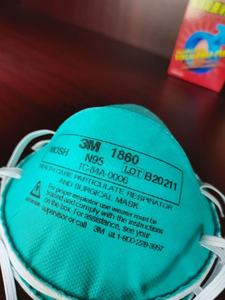 NIOSH
3M 1860
N95
TC-84A-0006 LOT B20211
HEALTH CARE PARTICULATE RESPIRATOR
AND SURGICAL MASK
For proper respirator use wearer must be
trained and comply with the instructions
on the box. For assistance, see your
supervisor or call 3M at 1-800-228-3957